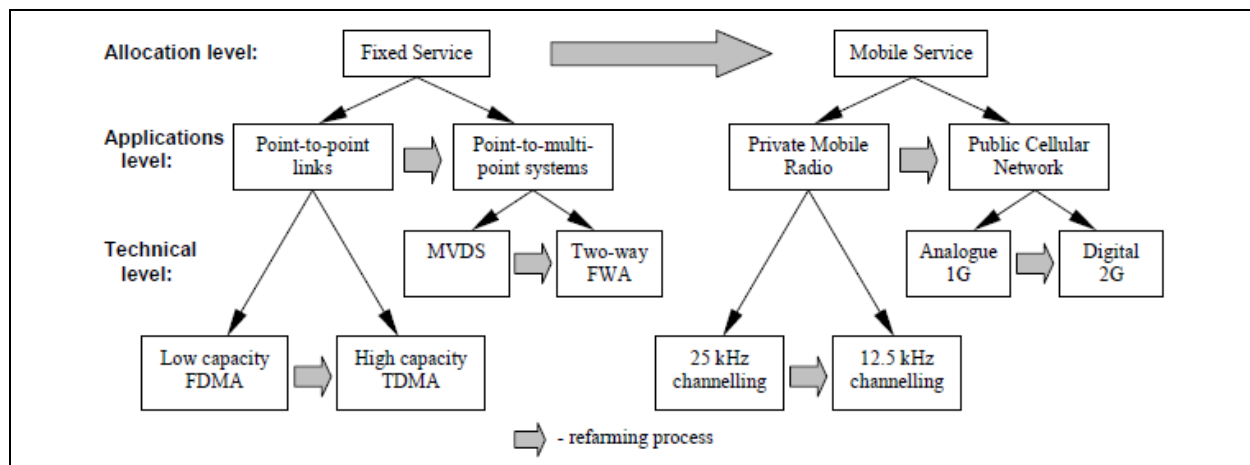 Allocation level:
Fixed Service
Mobile Service
Applications
level:
Point-to-point
links
Point-to-multi-
point systems
Private Mobile
Radio
Public Cellular
Network
Technical
level:
MVDS
Two-way
FWA
Analogue
1G
Digital
2G
Low capacity
FDMA
High capacity
TDMA
25 kHz
channelling
12.5 kHz
channelling
- refarming process